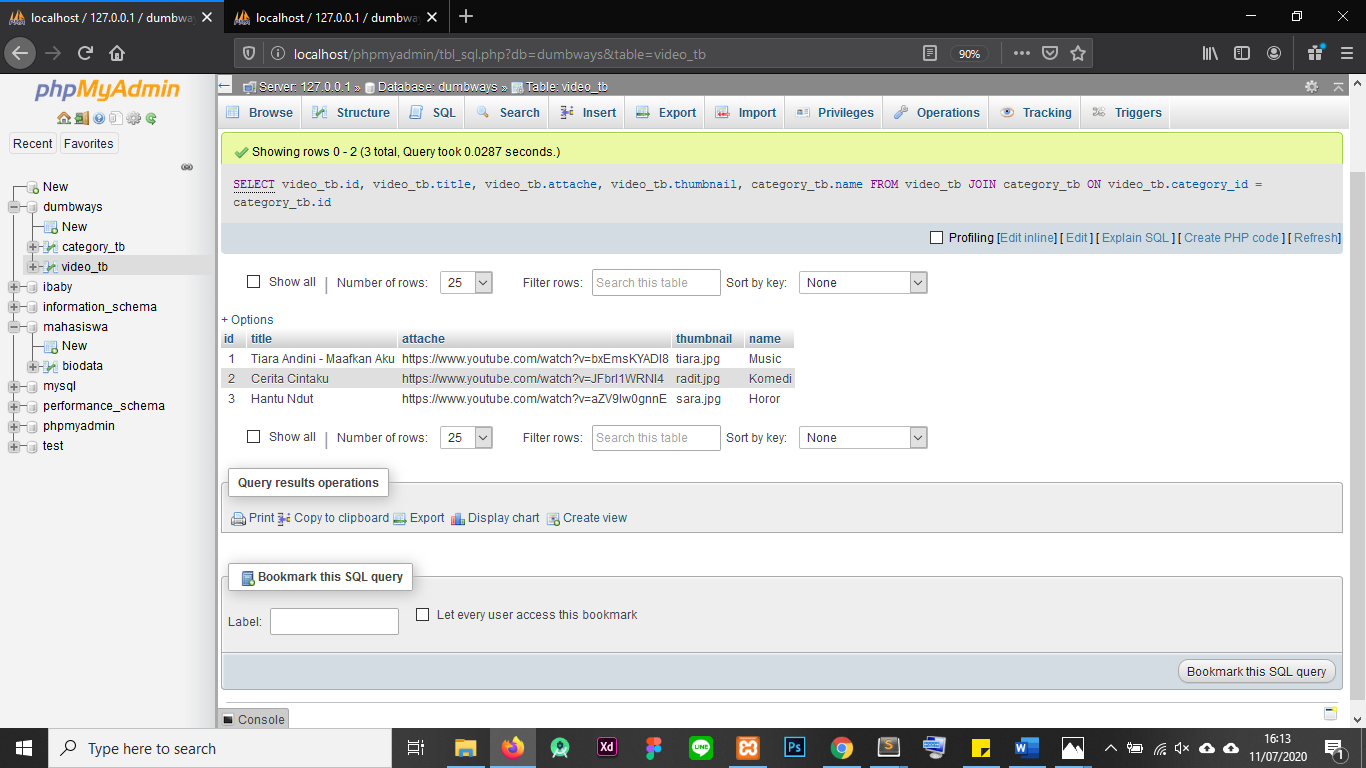 localhost / 127.0.0.1 / dumbway
localhost / 127.0.0.1 / dumbway
localhost/phpmyadmin/tbl_sql.php?db=dumbways&table=video_tb
90%
phpMyAdmin
Recent Favorites
New
dumbways
New
category_tb
video_tb
ibaby
information_schema
mahasiswa
New
biodata
mysql
performance_schema
phpmyadmin
test
Server: 127.0.0.1 » Database: dumbways » Table: video_tb
Browse Structure SQL Search Insert Export Import Privileges Operations Tracking Triggers
Showing rows 0 - 2 (3 total, Query took 0.0287 seconds.)
SELECT video_tb.id, video_tb.title, video_tb.attache, video_tb.thumbnail, category_tb.name FROM video_tb JOIN category_tb ON video_tb.category_id =
category_tb.id
Profiling [Edit inline] [ Edit ] [ Explain SQL ] [ Create PHP code ] [ Refresh]
Show all | Number of rows: 25 Filter rows: Search this table Sort by key: None
+ Options
id title attache thumbnail name
1 Tiara Andini - Maafkan Aku https://www.youtube.com/watch?v=bxEmsKYADI8 tiara.jpg Music
2 Cerita Cintaku https://www.youtube.com/watch?v=JFbrI1WRNI4 radit.jpg Komedi
3 Hantu Ndut https://www.youtube.com/watch?v=aZV9Iw0gnnE sara.jpg Horor
Show all | Number of rows: 25 Filter rows: Search this table Sort by key: None
Query results operations
Print Copy to clipboard Export Display chart Create view
Bookmark this SQL query
Label:
Let every user access this bookmark
Bookmark this SQL query
Console
Type here to search
Xd
LINE
Ps
S
W
16:13
11/07/2020
1